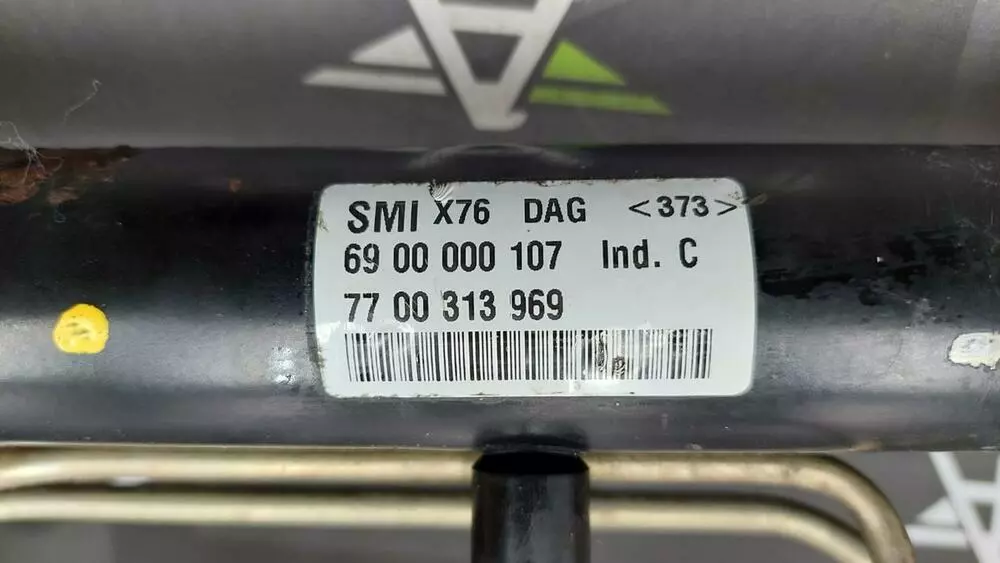 SMI X76 DAG <373>
69 00 000 107 Ind. C
77 00 313 969